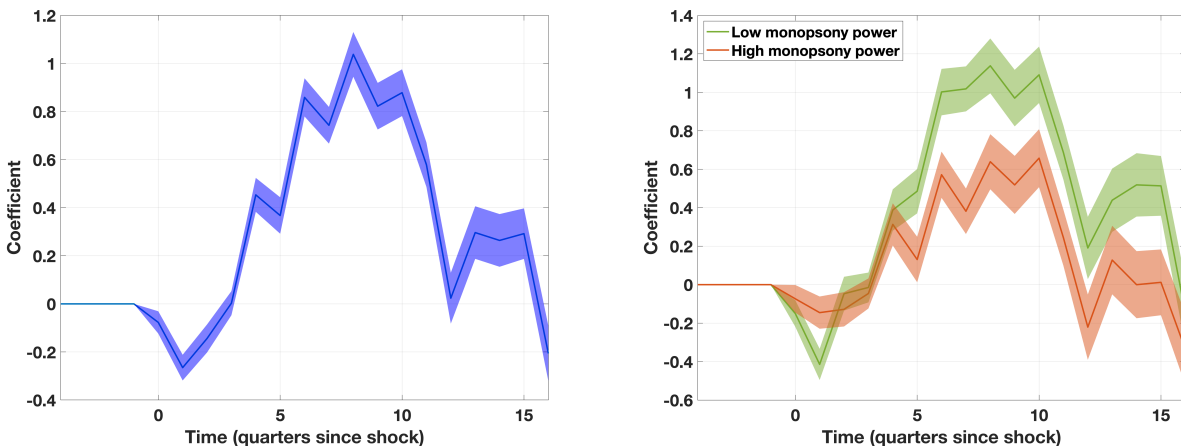 1.2
1
0.8
0.6
0.4
0.2
0
-0.2
-0.4
Coefficient
0 5 10 15
Time (quarters since shock)
Low monopsony power
High monopsony power
1.4
1.2
1
0.8
0.6
0.4
0.2
0
-0.2
-0.4
-0.6
Coefficient
0 5 10 15
Time (quarters since shock)